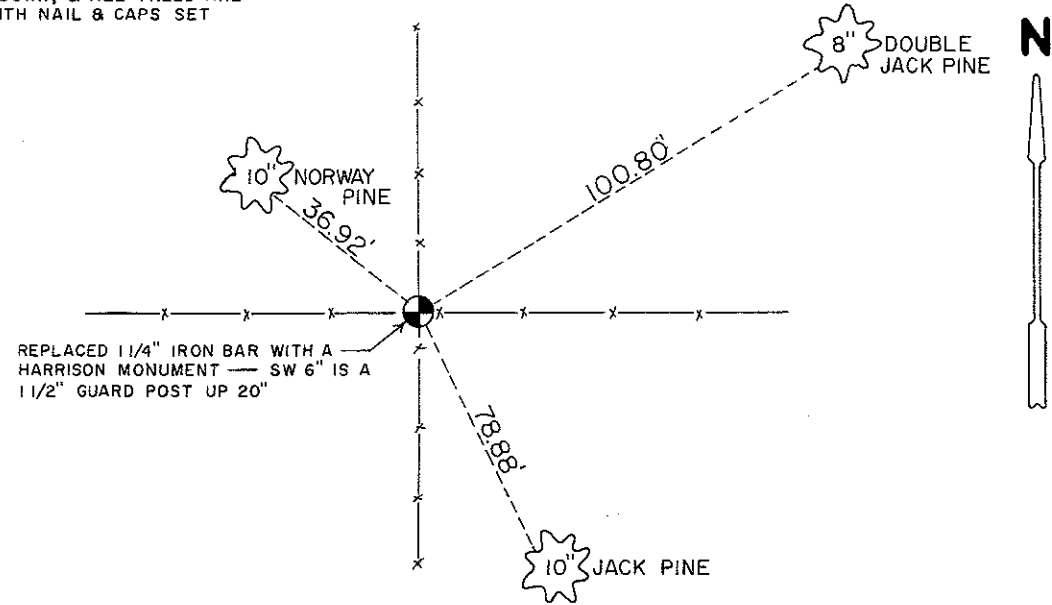 WITH NAIL & CAPS SET
N
8" DOUBLE
JACK PINE
10" NORWAY
PINE
100.80'
36.92'
REPLACED 1 1/4" IRON BAR WITH A
HARRISON MONUMENT — SW 6" IS A
1 1/2" GUARD POST UP 20"
78.88'
10" JACK PINE